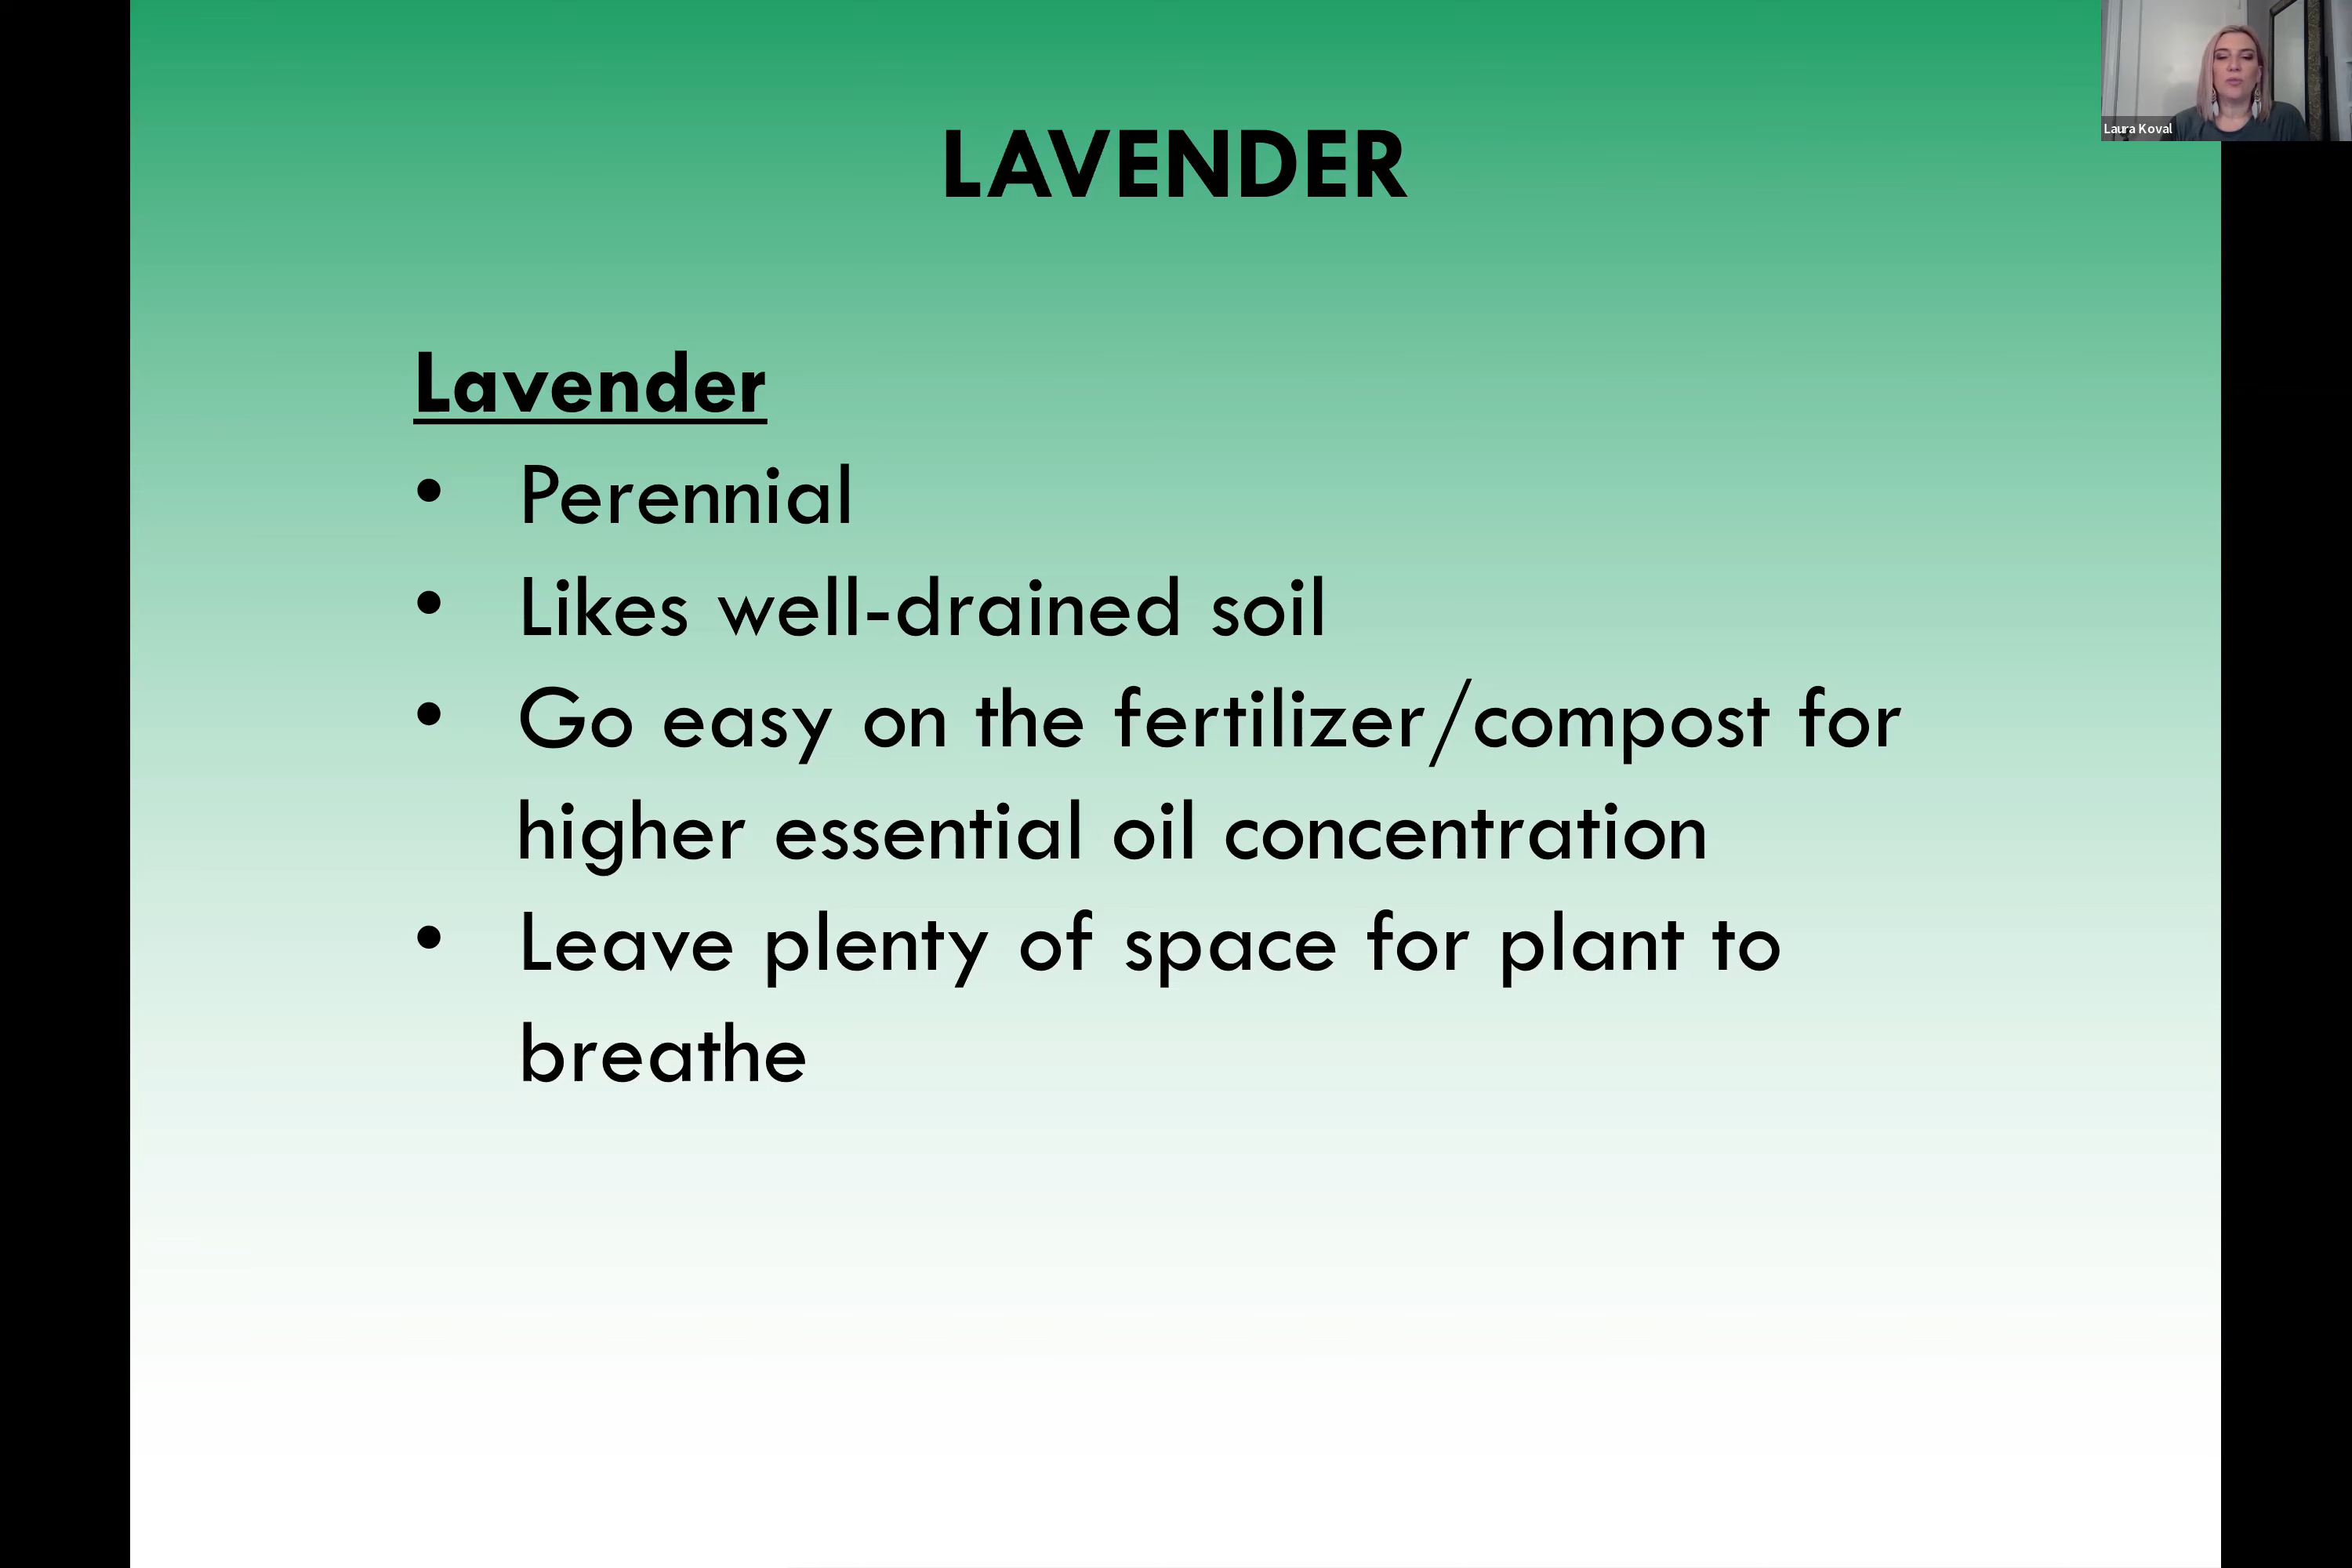 LAVENDER
Laura Koval
Lavender
• Perennial
• Likes well-drained soil
• Go easy on the fertilizer/compost for
higher essential oil concentration
• Leave plenty of space for plant to
breathe